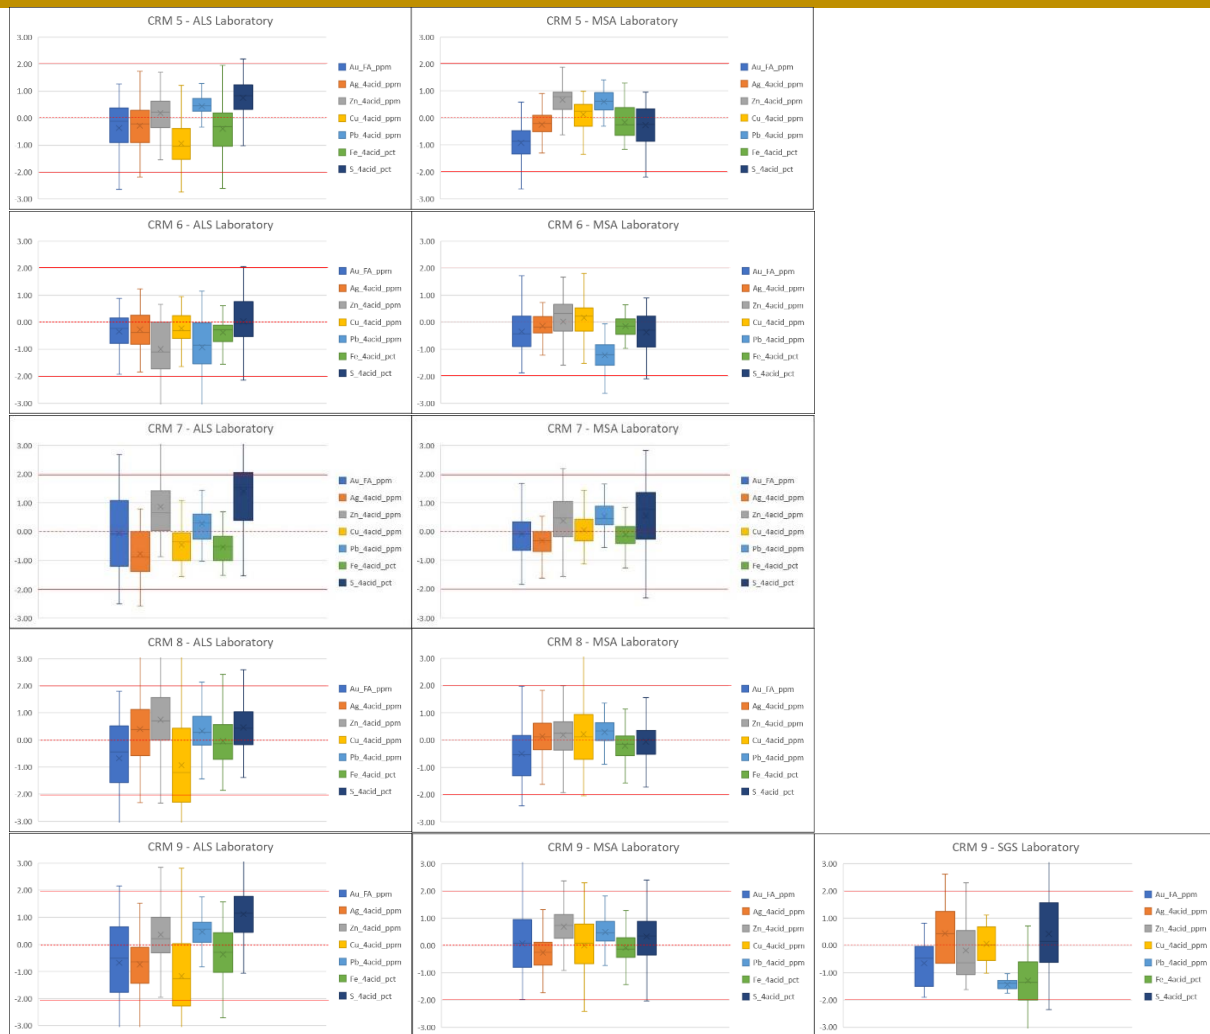 CRM 5 - ALS Laboratory
3.00
2.00
1.00
0.00
-1.00
-2.00
-3.00
Au_FA_ppm
Ag_4acid_ppm
Zn_4acid_ppm
Cu_4acid_ppm
Pb_4acid_ppm
Fe_4acid_pct
S_4acid_pct
CRM 5 - MSA Laboratory
3.00
2.00
1.00
0.00
-1.00
-2.00
-3.00
Au_FA_ppm
Ag_4acid_ppm
Zn_4acid_ppm
Cu_4acid_ppm
Pb_4acid_ppm
Fe_4acid_pct
S_4acid_pct
CRM 6 - ALS Laboratory
3.00
2.00
1.00
0.00
-1.00
-2.00
-3.00
Au_FA_ppm
Ag_4acid_ppm
Zn_4acid_ppm
Cu_4acid_ppm
Pb_4acid_ppm
Fe_4acid_pct
S_4acid_pct
CRM 6 - MSA Laboratory
3.00
2.00
1.00
0.00
-1.00
-2.00
-3.00
Au_FA_ppm
Ag_4acid_ppm
Zn_4acid_ppm
Cu_4acid_ppm
Pb_4acid_ppm
Fe_4acid_pct
S_4acid_pct
CRM 7 - ALS Laboratory
3.00
2.00
1.00
0.00
-1.00
-2.00
-3.00
Au_FA_ppm
Ag_4acid_ppm
Zn_4acid_ppm
Cu_4acid_ppm
Pb_4acid_ppm
Fe_4acid_pct
S_4acid_pct
CRM 7 - MSA Laboratory
3.00
2.00
1.00
0.00
-1.00
-2.00
-3.00
Au_FA_ppm
Ag_4acid_ppm
Zn_4acid_ppm
Cu_4acid_ppm
Pb_4acid_ppm
Fe_4acid_pct
S_4acid_pct
CRM 8 - ALS Laboratory
3.00
2.00
1.00
0.00
-1.00
-2.00
-3.00
Au_FA_ppm
Ag_4acid_ppm
Zn_4acid_ppm
Cu_4acid_ppm
Pb_4acid_ppm
Fe_4acid_pct
S_4acid_pct
CRM 8 - MSA Laboratory
3.00
2.00
1.00
0.00
-1.00
-2.00
-3.00
Au_FA_ppm
Ag_4acid_ppm
Zn_4acid_ppm
Cu_4acid_ppm
Pb_4acid_ppm
Fe_4acid_pct
S_4acid_pct
CRM 9 - ALS Laboratory
3.00
2.00
1.00
0.00
-1.00
-2.00
-3.00
Au_FA_ppm
Ag_4acid_ppm
Zn_4acid_ppm
Cu_4acid_ppm
Pb_4acid_ppm
Fe_4acid_pct
S_4acid_pct
CRM 9 - MSA Laboratory
3.00
2.00
1.00
0.00
-1.00
-2.00
-3.00
Au_FA_ppm
Ag_4acid_ppm
Zn_4acid_ppm
Cu_4acid_ppm
Pb_4acid_ppm
Fe_4acid_pct
S_4acid_pct
CRM 9 - SGS Laboratory
3.00
2.00
1.00
0.00
-1.00
-2.00
-3.00
Au_FA_ppm
Ag_4acid_ppm
Zn_4acid_ppm
Cu_4acid_ppm
Pb_4acid_ppm
Fe_4acid_pct
S_4acid_pct